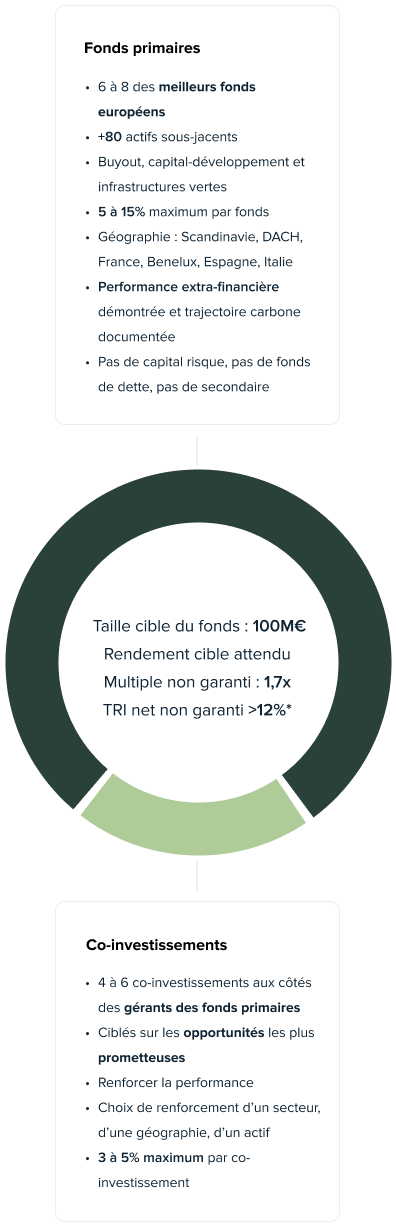 Fonds primaires
• 6 à 8 des meilleurs fonds
européens
• +80 actifs sous-jacents
• Buyout, capital-développement et
infrastructures vertes
• 5 à 15% maximum par fonds
• Géographie : Scandinavie, DACH,
France, Benelux, Espagne, Italie
• Performance extra-financière
démontrée et trajectoire carbone
documentée
• Pas de capital risque, pas de fonds
de dette, pas de secondaire
Taille cible du fonds : 100M€
Rendement cible attendu
Multiple non garanti : 1,7x
TRI net non garanti >12%*
Co-investissements
• 4 à 6 co-investissements aux côtés
des gérants des fonds primaires
• Ciblés sur les opportunités les plus
prometteuses
• Renforcer la performance
• Choix de renforcement d'un secteur,
d'une géographie, d'un actif
• 3 à 5% maximum par co-
investissement